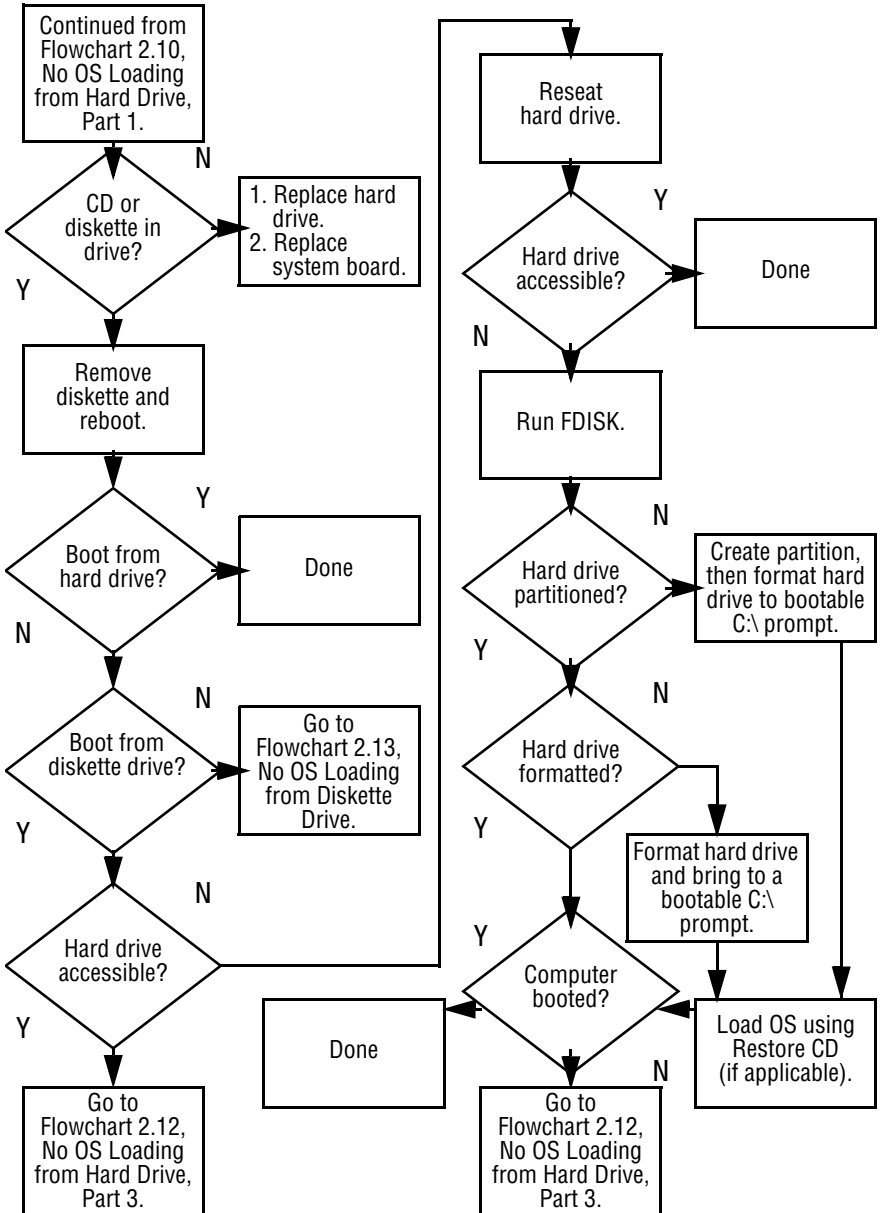 Continued from
Flowchart 2.10,
No OS Loading
from Hard Drive,
Part 1.
N
CD or
diskette in
drive?
Y
1. Replace hard
drive.
2. Replace
system board.
Remove
diskette and
reboot.
Y
Boot from
hard drive?
N
Done
N
Boot from
diskette drive?
Y
Go to
Flowchart 2.13,
No OS Loading
from Diskette
Drive.
N
Hard drive
accessible?
Y
Go to
Flowchart 2.12,
No OS Loading
from Hard Drive,
Part 3.
Reseat
hard drive.
Y
Hard drive
accessible?
N
Done
Run FDISK.
N
Hard drive
partitioned?
Y
Create partition,
then format hard
drive to bootable
C:\ prompt.
N
Hard drive
formatted?
Y
Format hard drive
and bring to a
bootable C:\
prompt.
Y
Computer
booted?
N
Done
Load OS using
Restore CD
(if applicable).
Go to
Flowchart 2.12,
No OS Loading
from Hard Drive,
Part 3.